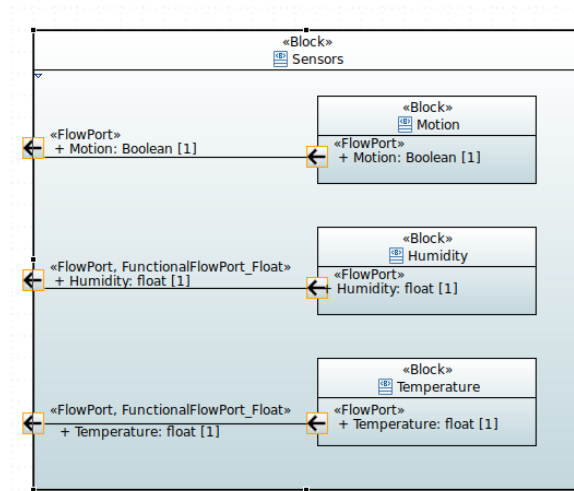 «Block»
Sensors
«Block»
Motion
«FlowPort»
+ Motion: Boolean [1]
«FlowPort»
+ Motion: Boolean [1]
«Block»
Humidity
«FlowPort, FunctionalFlowPort_Float»
+ Humidity: float [1]
«FlowPort»
+ Humidity: float [1]
«Block»
Temperature
«FlowPort, FunctionalFlowPort_Float»
+ Temperature: float [1]
«FlowPort»
+ Temperature: float [1]